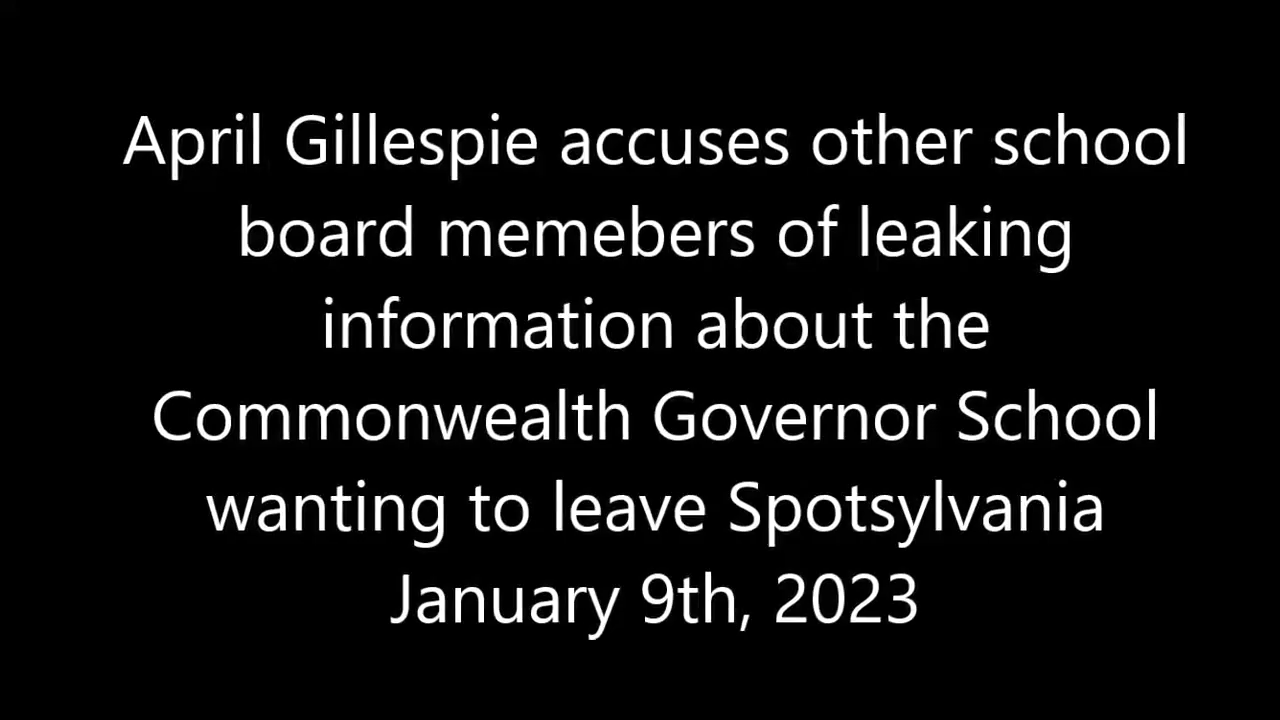 April Gillespie accuses other school
board memebers of leaking
information about the
Commonwealth Governor School
wanting to leave Spotsylvania
January 9th, 2023